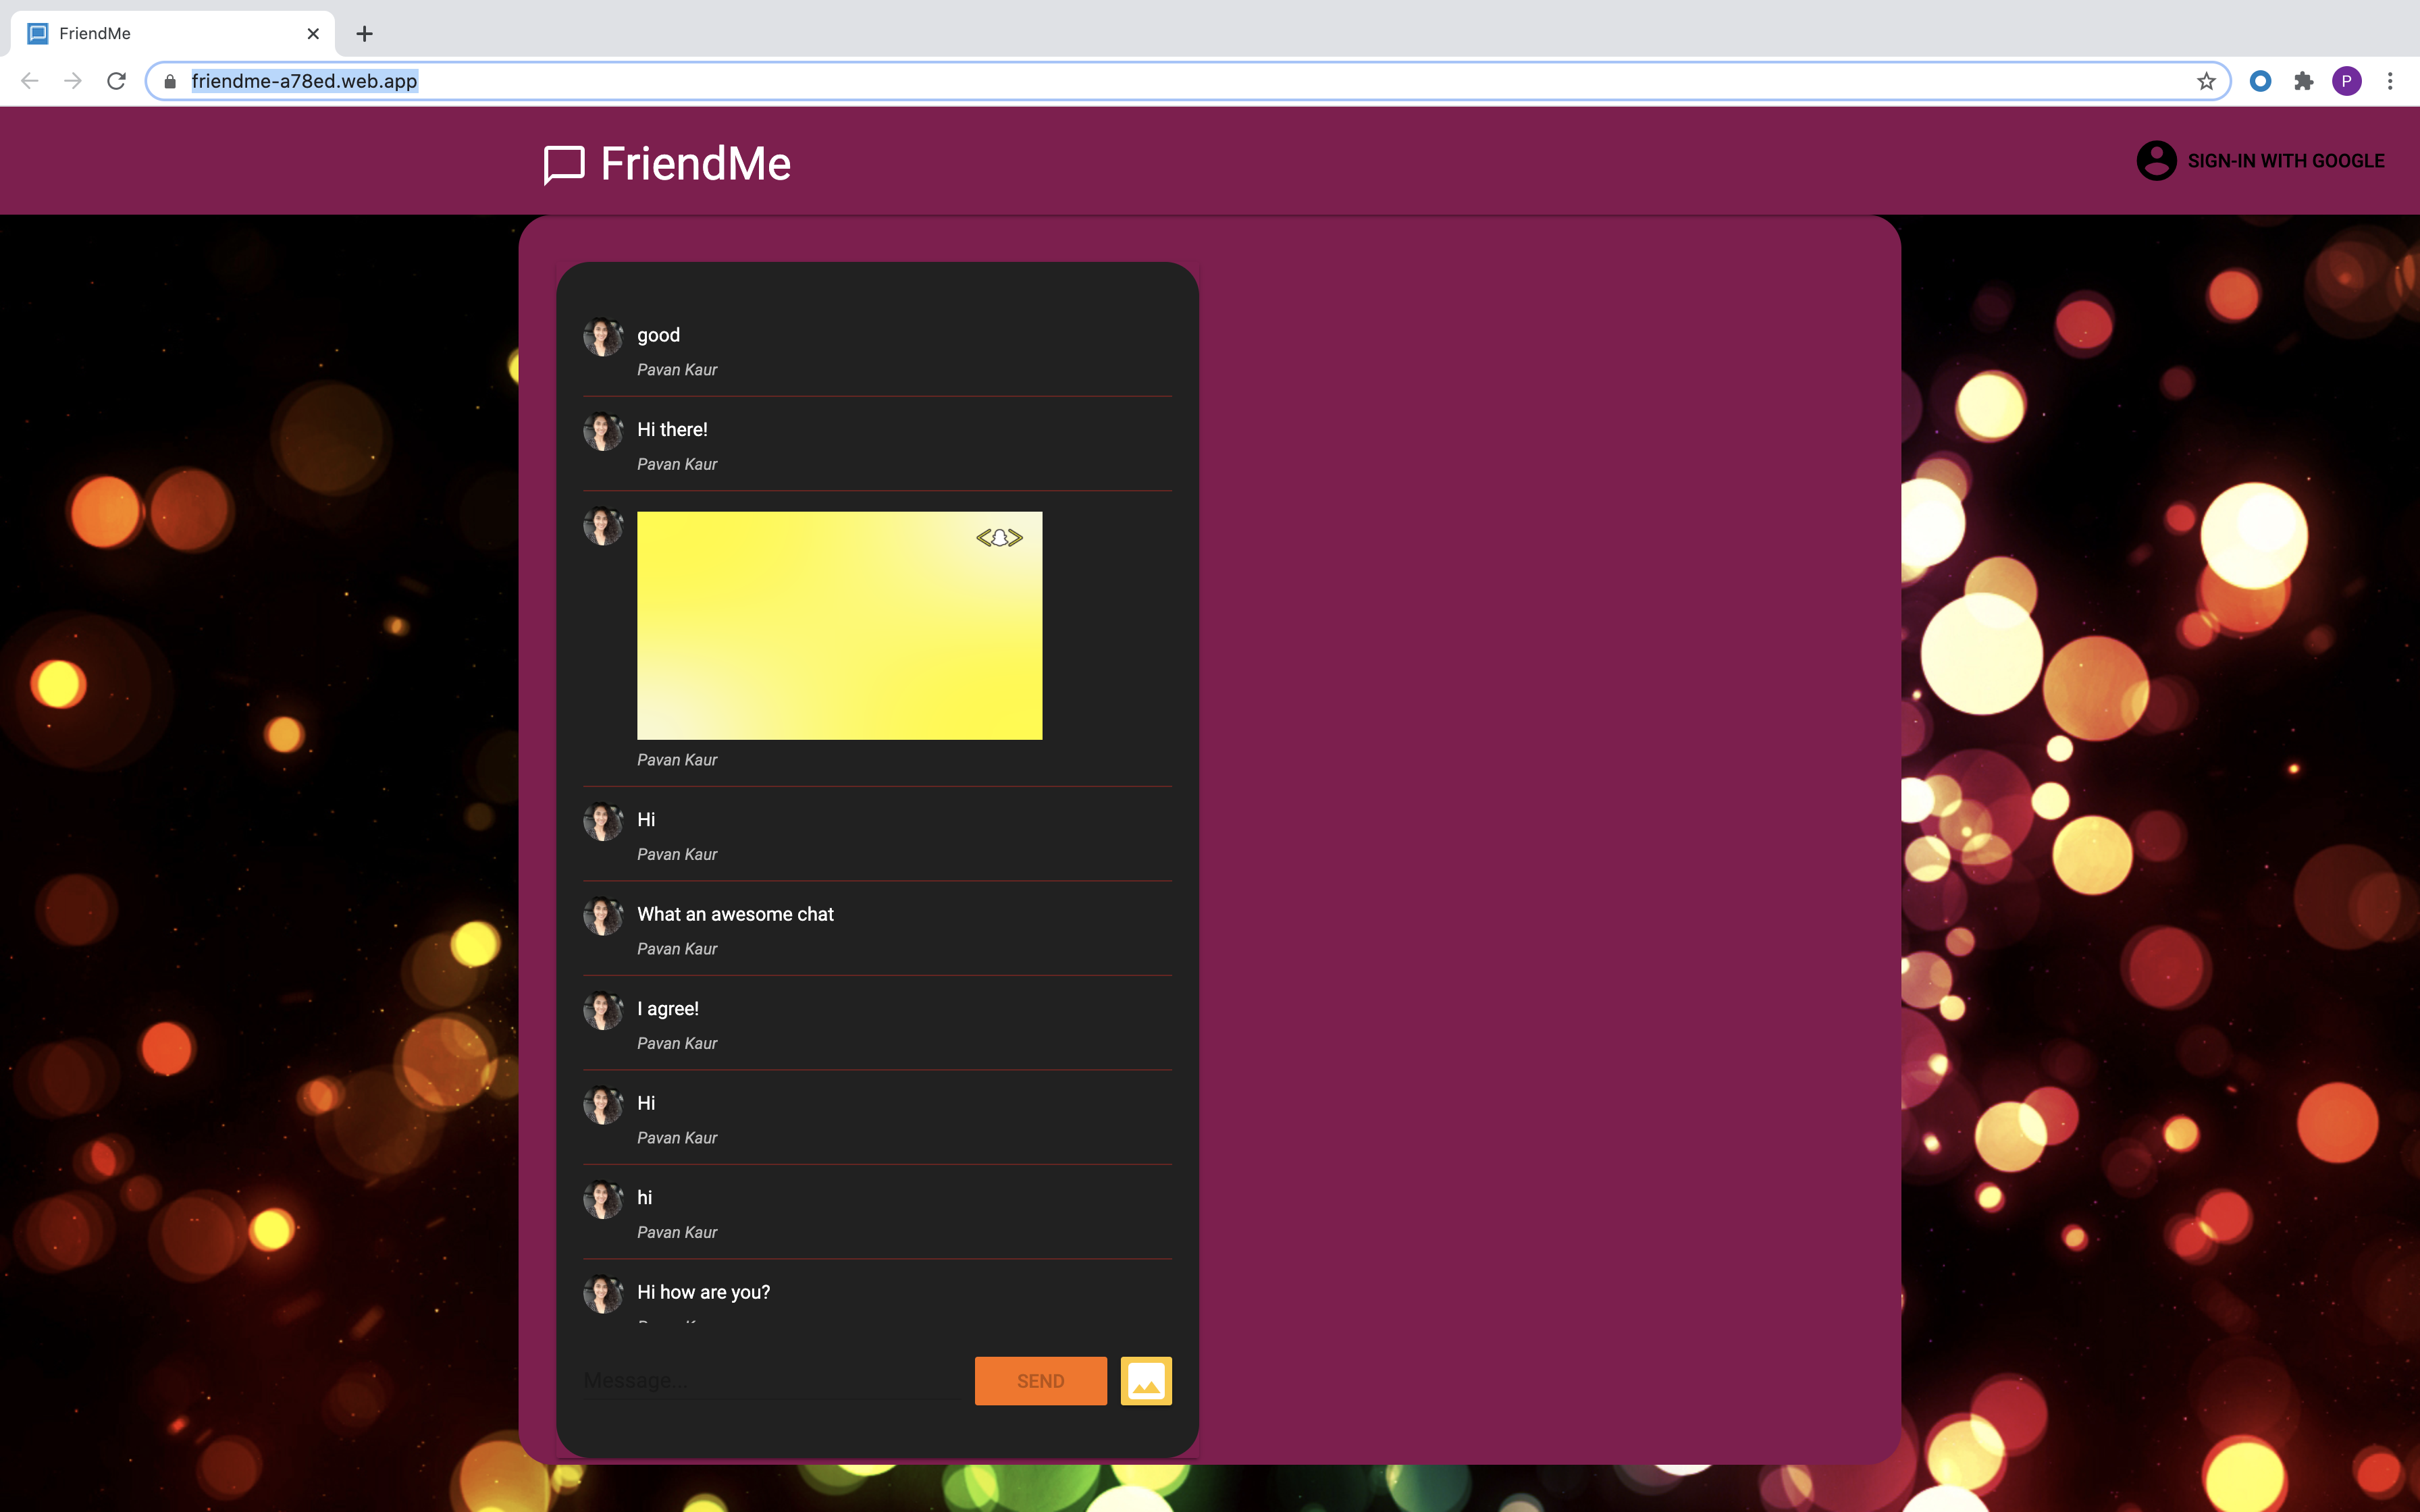 FriendMe
friendme-a78ed.web.app
P
FriendMe
SIGN-IN WITH GOOGLE
good
Pavan Kaur
Hi there!
Pavan Kaur
Pavan Kaur
Hi
Pavan Kaur
What an awesome chat
Pavan Kaur
I agree!
Pavan Kaur
Hi
Pavan Kaur
hi
Pavan Kaur
Hi how are you?
Message...
SEND